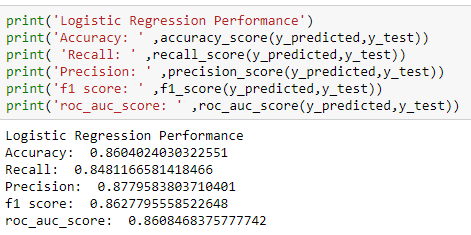 print('Logistic Regression Performance')
print('Accuracy: ' ,accuracy_score(y_predicted,y_test))
print( 'Recall: ' ,recall_score(y_predicted,y_test))
print('Precision: ' ,precision_score(y_predicted,y_test))
print('f1 score: ' ,f1_score(y_predicted,y_test))
print('roc_auc_score: ' ,roc_auc_score(y_predicted,y_test))
Logistic Regression Performance
Accuracy:  0.8604024030322551
Recall:  0.8481166581418466
Precision:  0.8779583803710401
f1 score:  0.8627795558522648
roc_auc_score:  0.8608468375777742